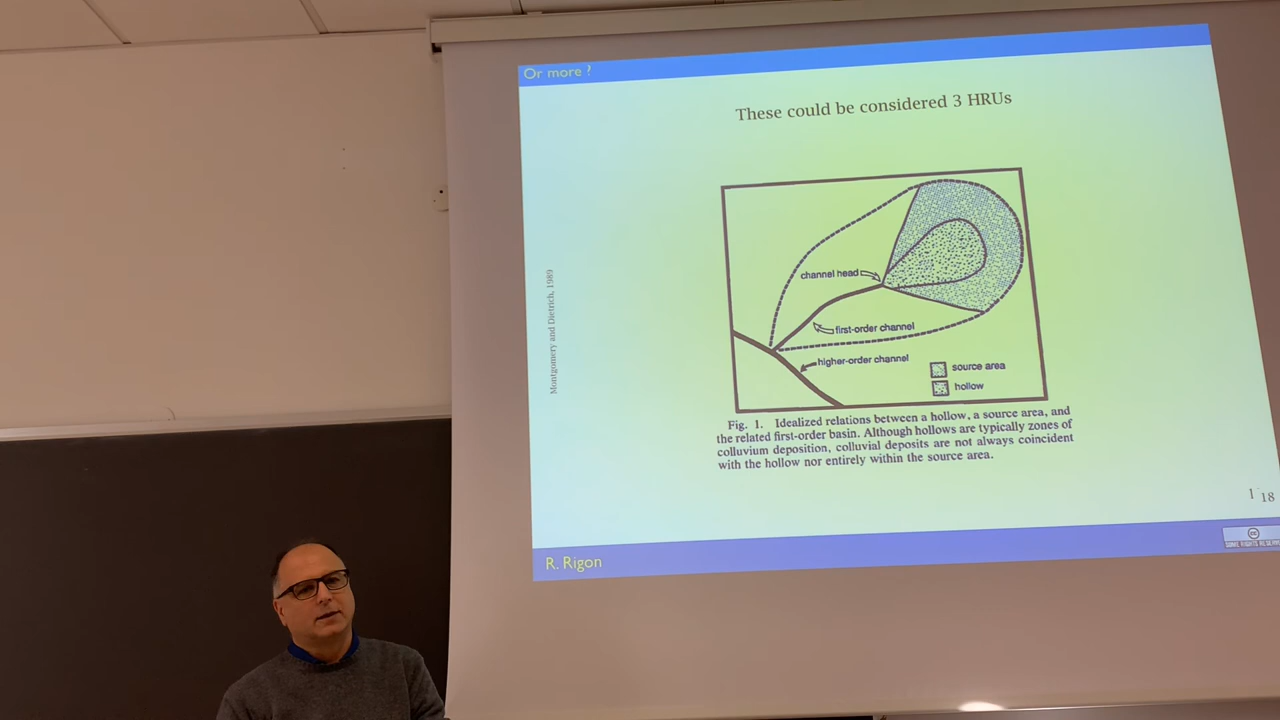 Or more ?
These could be considered 3 HRUs
Montgomery and Dietrich, 1989
channel head
first-order channel
higher-order channel
source area
hollow
Fig. 1. Idealized relations between a hollow, a source area, and
the related first-order basin. Although hollows are typically zones of
colluvium deposition, colluvial deposits are not always coincident
with the hollow nor entirely within the source area.
1 18
cc
R. Rigon